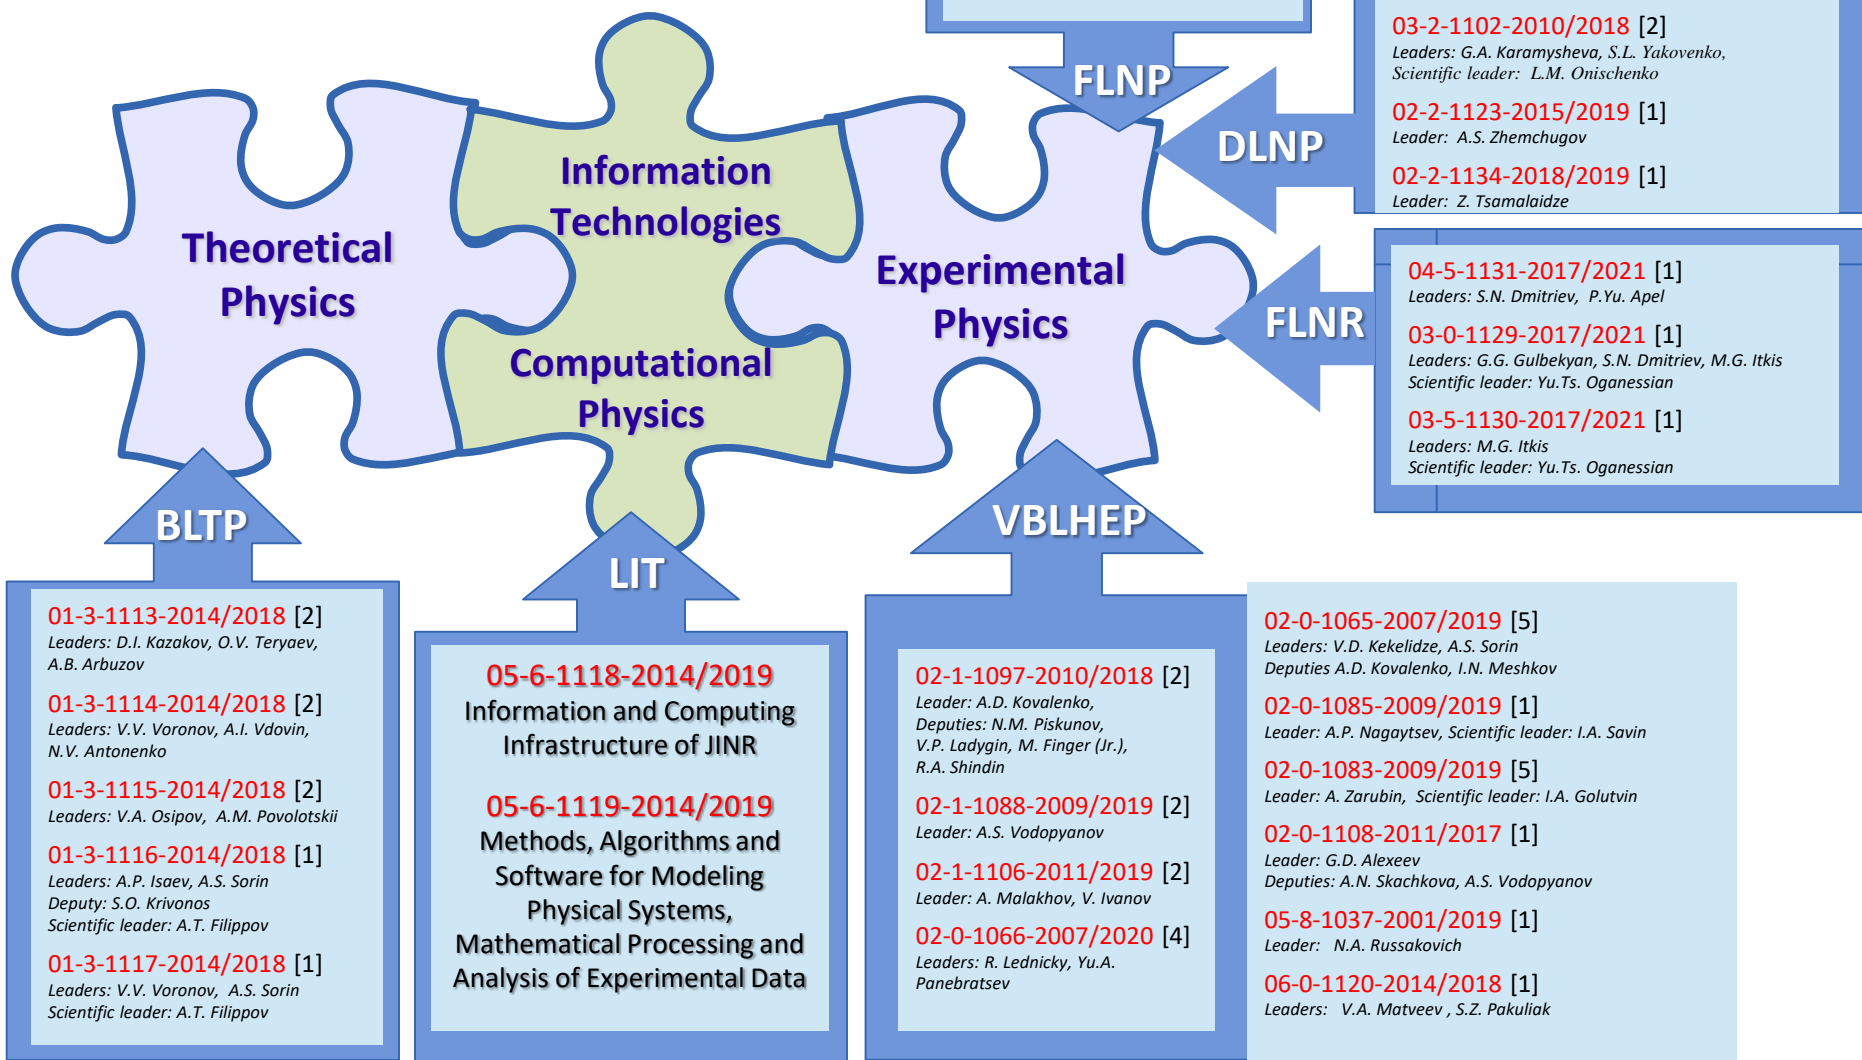 Theoretical
Physics
Information
Technologies
Computational
Physics
Experimental
Physics
FLNP
DLNP
03-2-1102-2010/2018 [2]
Leaders: G.A. Karamysheva, S.L. Yakovenko,
Scientific leader: L.M. Onischenko
02-2-1123-2015/2019 [1]
Leader: A.S. Zhemchugov
02-2-1134-2018/2019 [1]
Leader: Z. Tsamalaidze
FLNR
04-5-1131-2017/2021 [1]
Leaders: S.N. Dmitriev, P.Yu. Apel
03-0-1129-2017/2021 [1]
Leaders: G.G. Gulbekyan, S.N. Dmitriev, M.G. Itkis
Scientific leader: Yu.Ts. Oganessian
03-5-1130-2017/2021 [1]
Leaders: M.G. Itkis
Scientific leader: Yu.Ts. Oganessian
BLTP
01-3-1113-2014/2018 [2]
Leaders: D.I. Kazakov, O.V. Teryaev,
A.B. Arbuzov
01-3-1114-2014/2018 [2]
Leaders: V.V. Voronov, A.I. Vdovin,
N.V. Antonenko
01-3-1115-2014/2018 [2]
Leaders: V.A. Osipov, A.M. Povolotskii
01-3-1116-2014/2018 [1]
Leaders: A.P. Isaev, A.S. Sorin
Deputy: S.O. Krivonos
Scientific leader: A.T. Filippov
01-3-1117-2014/2018 [1]
Leaders: V.V. Voronov, A.S. Sorin
Scientific leader: A.T. Filippov
LIT
05-6-1118-2014/2019
Information and Computing
Infrastructure of JINR
05-6-1119-2014/2019
Methods, Algorithms and
Software for Modeling
Physical Systems,
Mathematical Processing and
Analysis of Experimental Data
VBLHEP
02-1-1097-2010/2018 [2]
Leader: A.D. Kovalenko,
Deputies: N.M. Piskunov,
V.P. Ladygin, M. Finger (Jr.),
R.A. Shindin
02-1-1088-2009/2019 [2]
Leader: A.S. Vodopyanov
02-1-1106-2011/2019 [2]
Leader: A. Malakhov, V. Ivanov
02-0-1066-2007/2020 [4]
Leaders: R. Lednicky, Yu.A.
Panebratsev
02-0-1065-2007/2019 [5]
Leaders: V.D. Kekelidze, A.S. Sorin
Deputies A.D. Kovalenko, I.N. Meshkov
02-0-1085-2009/2019 [1]
Leader: A.P. Nagaytsev, Scientific leader: I.A. Savin
02-0-1083-2009/2019 [5]
Leader: A. Zarubin, Scientific leader: I.A. Golutvin
02-0-1108-2011/2017 [1]
Leader: G.D. Alexeev
Deputies: A.N. Skachkova, A.S. Vodopyanov
05-8-1037-2001/2019 [1]
Leader: N.A. Russakovich
06-0-1120-2014/2018 [1]
Leaders: V.A. Matveev , S.Z. Pakuliak